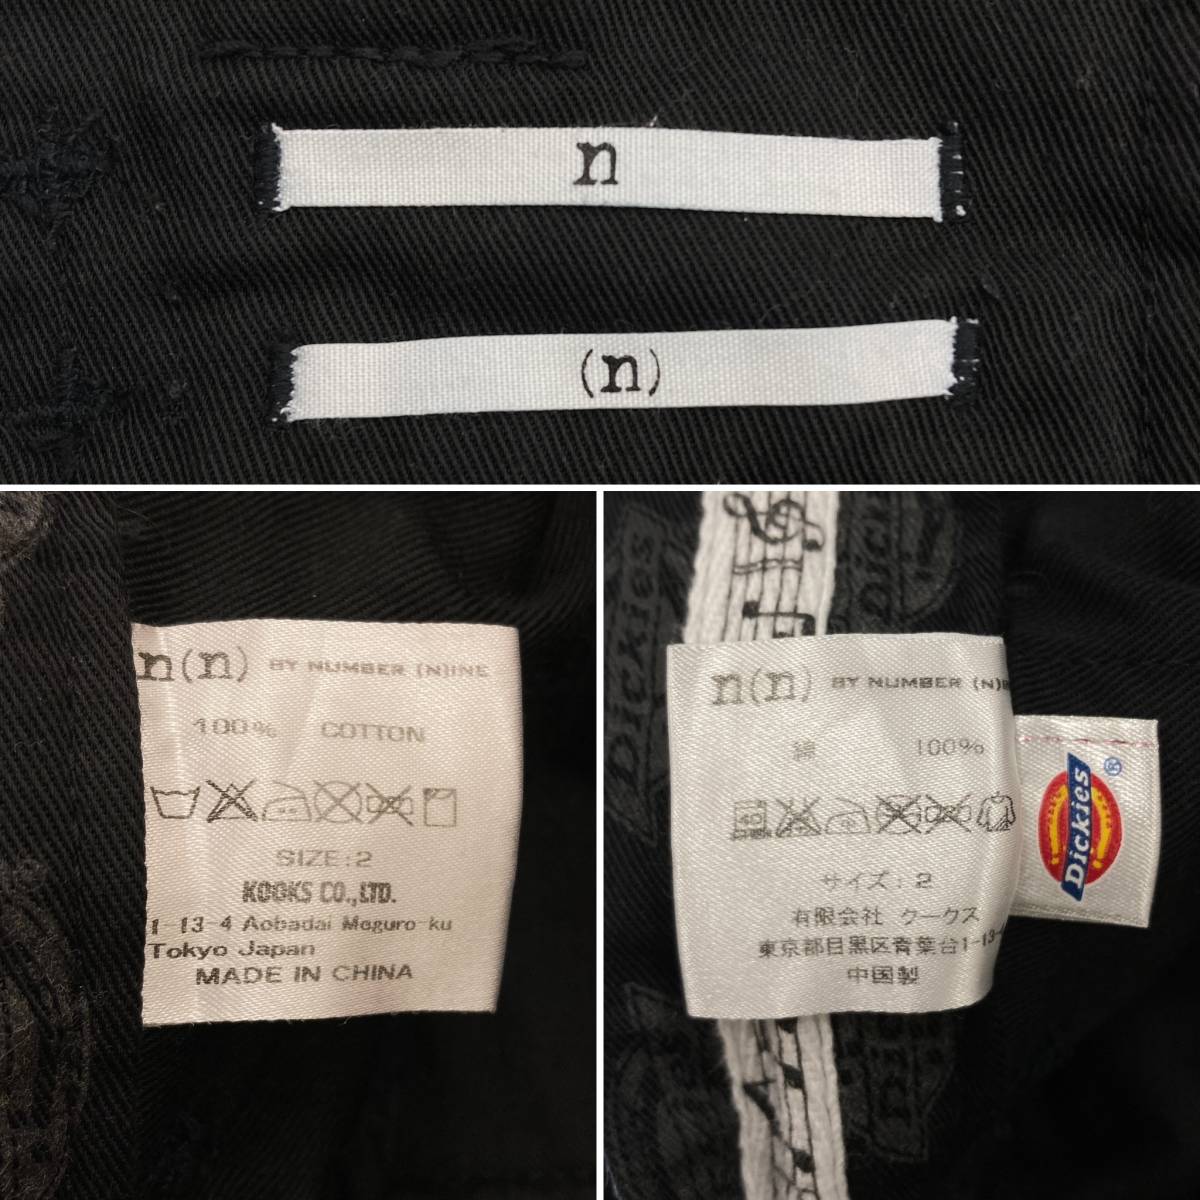 n
(n)
n(n) BY NUMBER (N)INE
100% COTTON
SIZE:2
KOOKS CO.,LTD.
1-13-4 Aobadai Meguro-ku
Tokyo Japan
MADE IN CHINA
Dickies
Dickies
n(n) BY NUMBER (N)
綿 100%
40
サイズ:2
有限会社 クークス
東京都目黒区青葉台1-13-
中国製
Dickies®